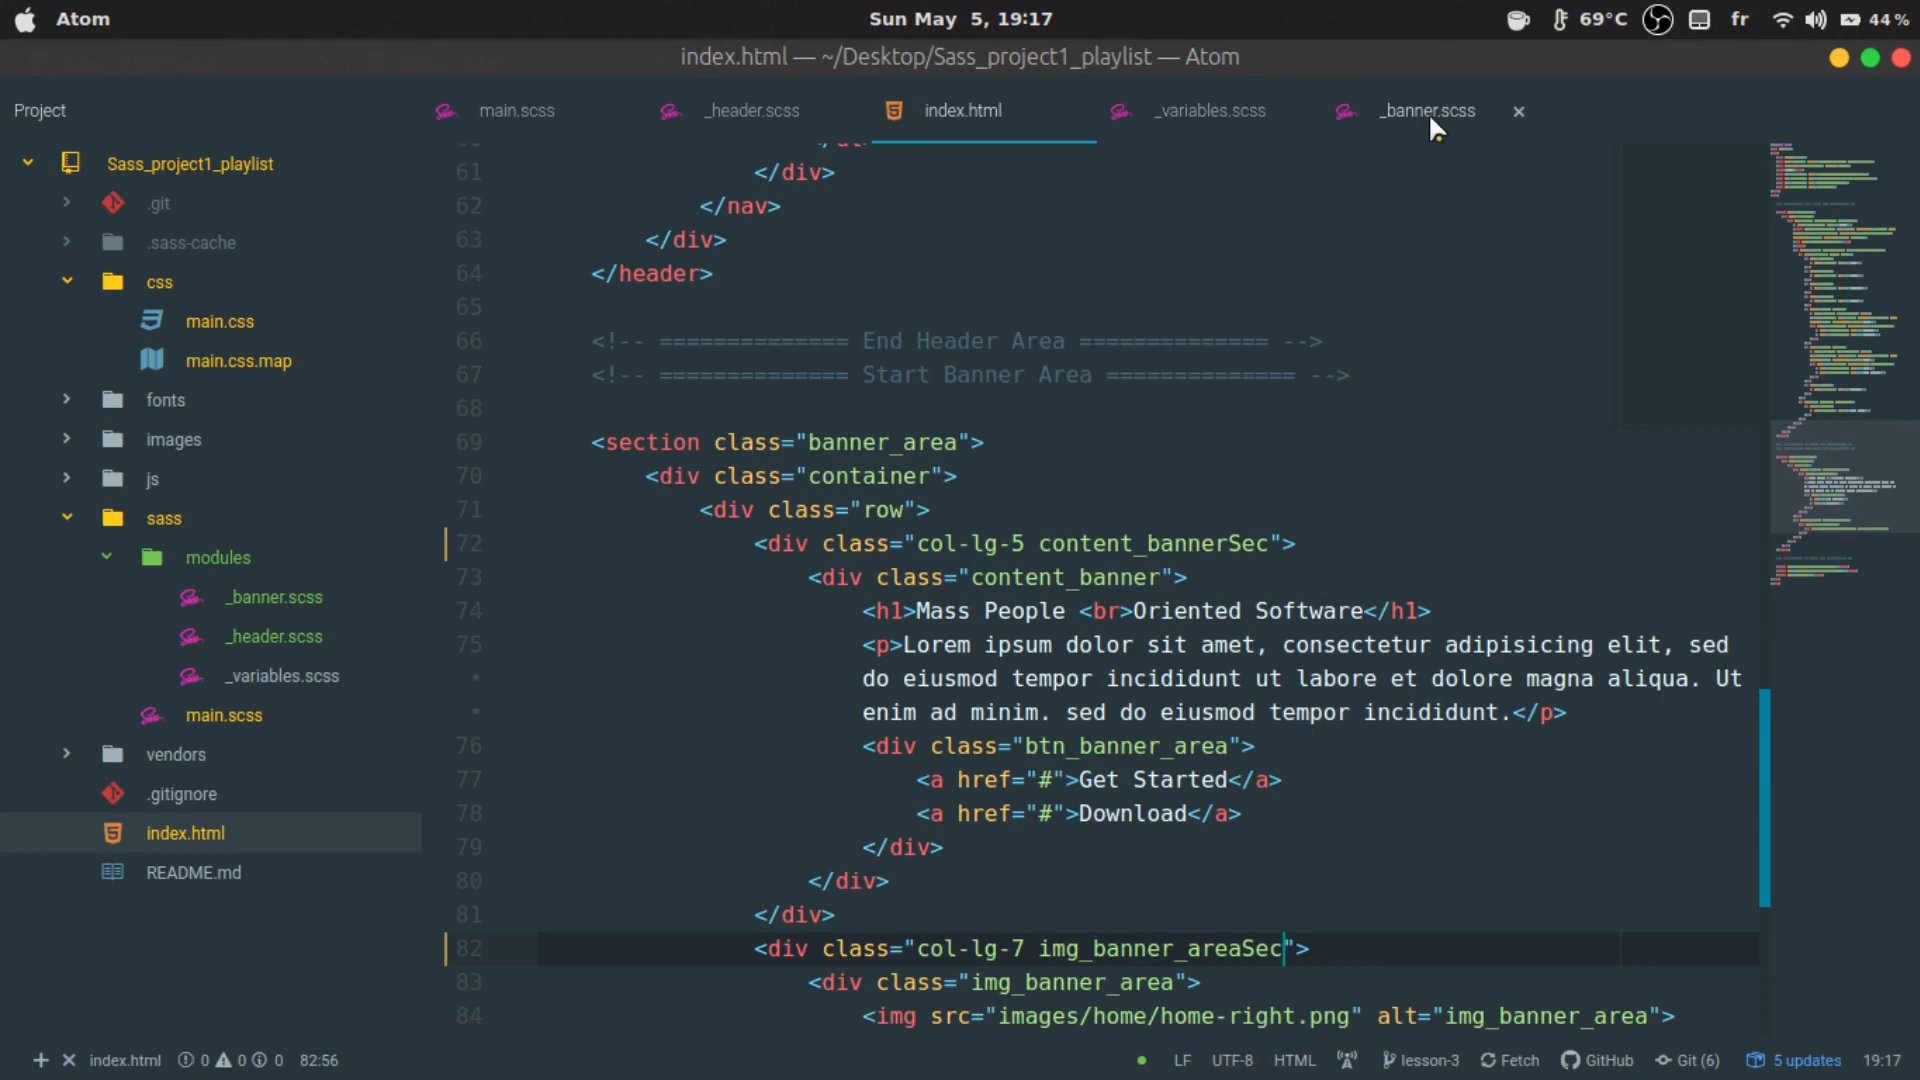 Atom
Sun May 5, 19:17
69°C
fr
44 %
index.html — ~/Desktop/Sass_project1_playlist — Atom
Project
main.scss
_header.scss
index.html
_variables.scss
_banner.scss
Sass_project1_playlist
.git
.sass-cache
css
main.css
main.css.map
fonts
images
js
sass
modules
_banner.scss
_header.scss
_variables.scss
main.scss
vendors
.gitignore
index.html
README.md
61 </div>
62 </nav>
63 </div>
64 </header>
65
66 <!-- ============== End Header Area ============== -->
67 <!-- ============== Start Banner Area ============== -->
68
69 <section class="banner_area">
70 <div class="container">
71 <div class="row">
72 <div class="col-lg-5 content_bannerSec">
73 <div class="content_banner">
74 <h1>Mass People <br>Oriented Software</h1>
75 <p>Lorem ipsum dolor sit amet, consectetur adipisicing elit, sed
• do eiusmod tempor incididunt ut labore et dolore magna aliqua. Ut
• enim ad minim. sed do eiusmod tempor incididunt.</p>
76 <div class="btn_banner_area">
77 <a href="#">Get Started</a>
78 <a href="#">Download</a>
79 </div>
80 </div>
81 </div>
82 <div class="col-lg-7 img_banner_areaSec">
83 <div class="img_banner_area">
84 <img src="images/home/home-right.png" alt="img_banner_area">
index.html 0 0 0 82:56
LF UTF-8 HTML lesson-3 Fetch GitHub Git (6) 5 updates 19:17